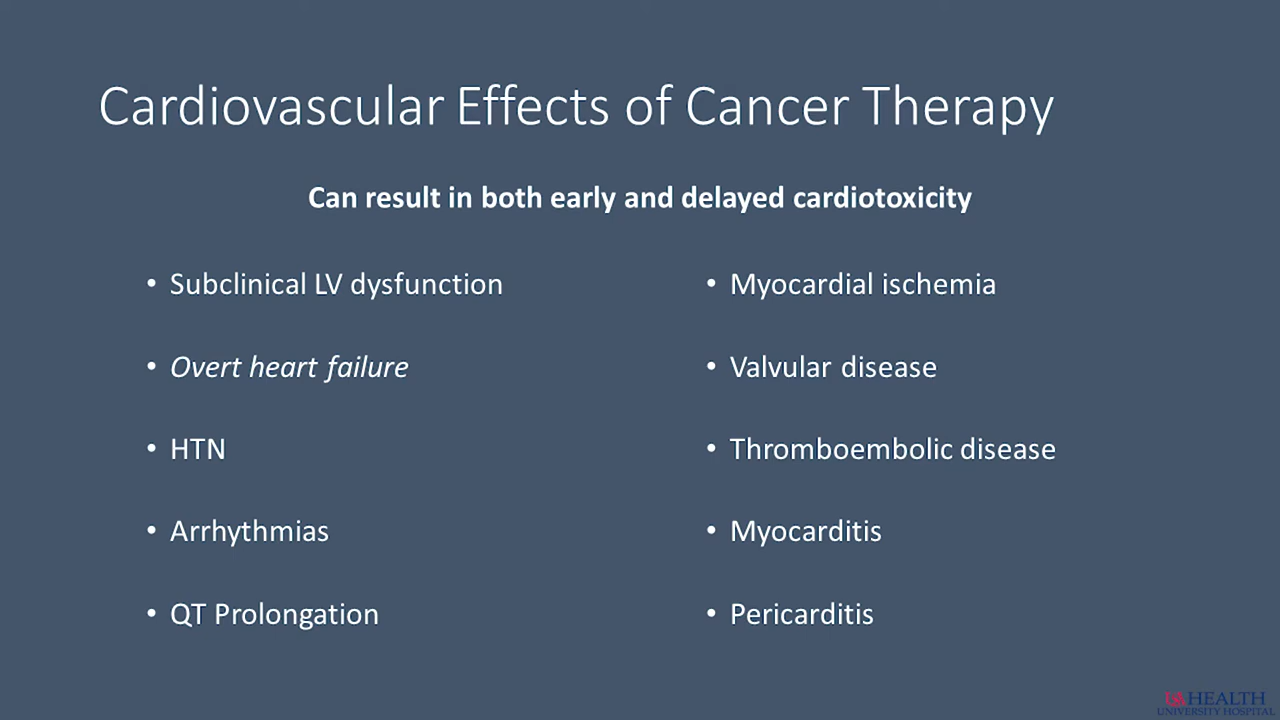 Cardiovascular Effects of Cancer Therapy
Can result in both early and delayed cardiotoxicity
• Subclinical LV dysfunction
• Overt heart failure
• HTN
• Arrhythmias
• QT Prolongation
• Myocardial ischemia
• Valvular disease
• Thromboembolic disease
• Myocarditis
• Pericarditis
USA HEALTH
UNIVERSITY HOSPITAL